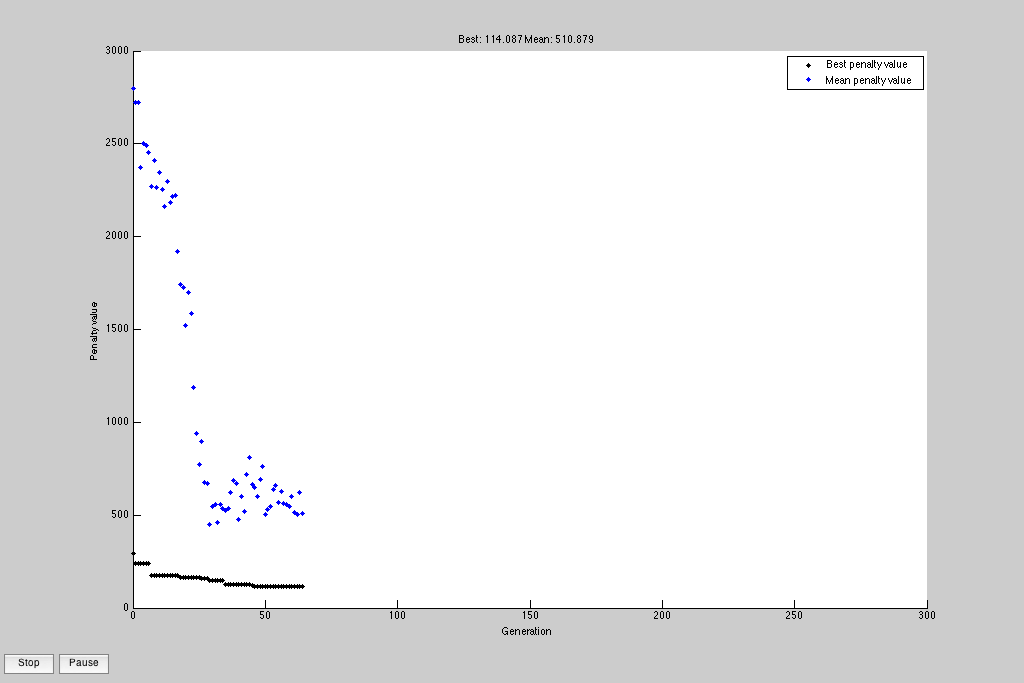 Best: 114.087 Mean: 510.879
3000
2500
2000
1500
1000
500
0
Penalty value
Best penalty value
Mean penalty value
0 50 100 150 200 250 300
Generation
Stop Pause